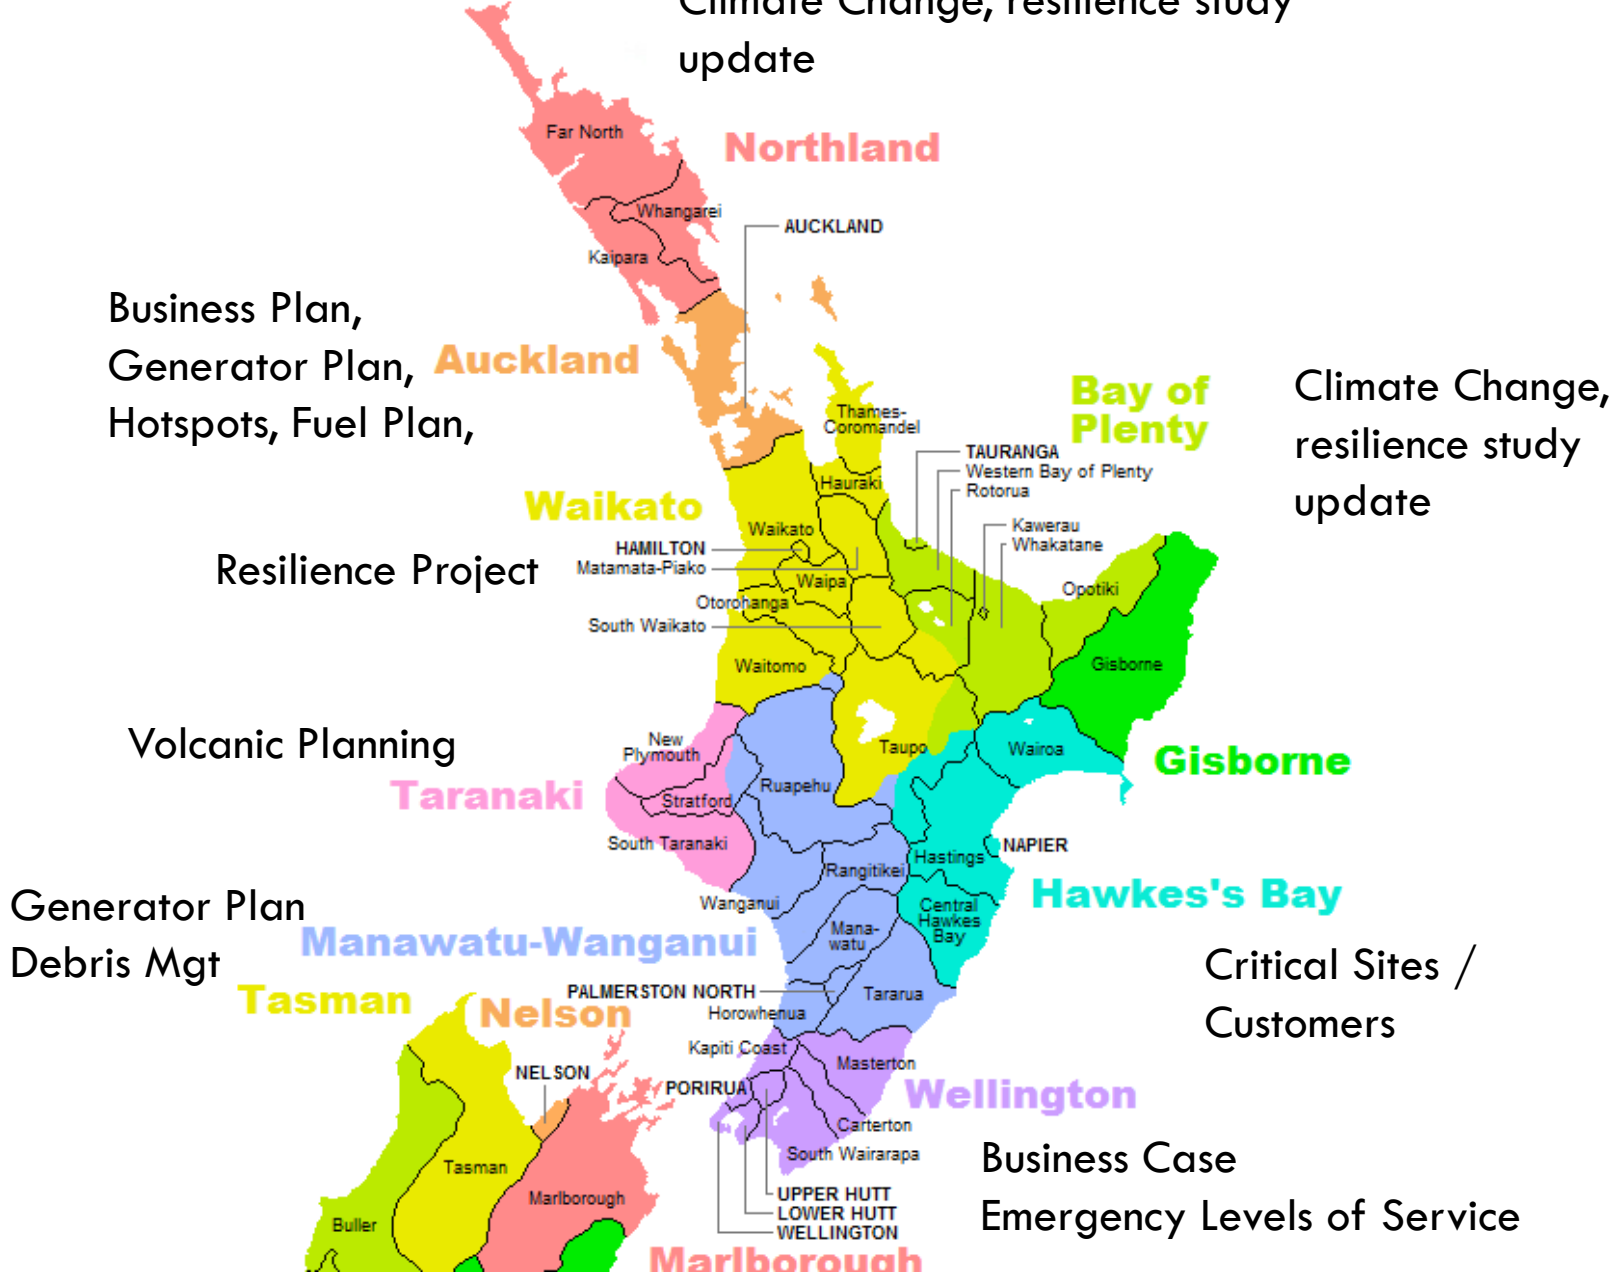 Climate Change, resilience study
update
Far North
Northland
Whangarei
AUCKLAND
Kaipara
Business Plan,
Generator Plan,
Hotspots, Fuel Plan,
Auckland
Bay of
Plenty
Climate Change,
resilience study
update
Thames-
Coromandel
TAURANGA
Western Bay of Plenty
Rotorua
Hauraki
Waikato
Waikato
Kawerau
Whakatane
HAMILTON
Matamata-Piako
Resilience Project
Waipa
Opotiki
Otorohanga
South Waikato
Waitomo
Gisborne
Volcanic Planning
New
Plymouth
Taupo
Wairoa
Gisborne
Taranaki
Ruapehu
Stratford
South Taranaki
NAPIER
Hastings
Rangitikei
Hawkes's Bay
Wanganui
Central
Hawkes
Bay
Generator Plan
Debris Mgt
Manawatu-Wanganui
Mana-
watu
Critical Sites /
Customers
Tasman
Nelson
PALMERSTON NORTH
Tararua
Horowhenua
Kapiti Coast
Masterton
NELSON
PORIRUA
Wellington
Carterton
South Wairarapa
Tasman
Marlborough
Buller
Business Case
Emergency Levels of Service
UPPER HUTT
LOWER HUTT
WELLINGTON
Marlborough